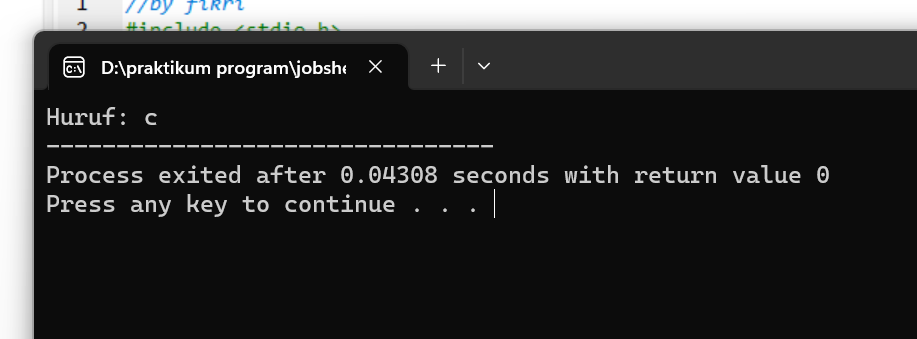 1 //by fikri
2 #include <stdio.h>
D:\praktikum program\jobshe
Huruf: c
--------------------------------
Process exited after 0.04308 seconds with return value 0
Press any key to continue . . .